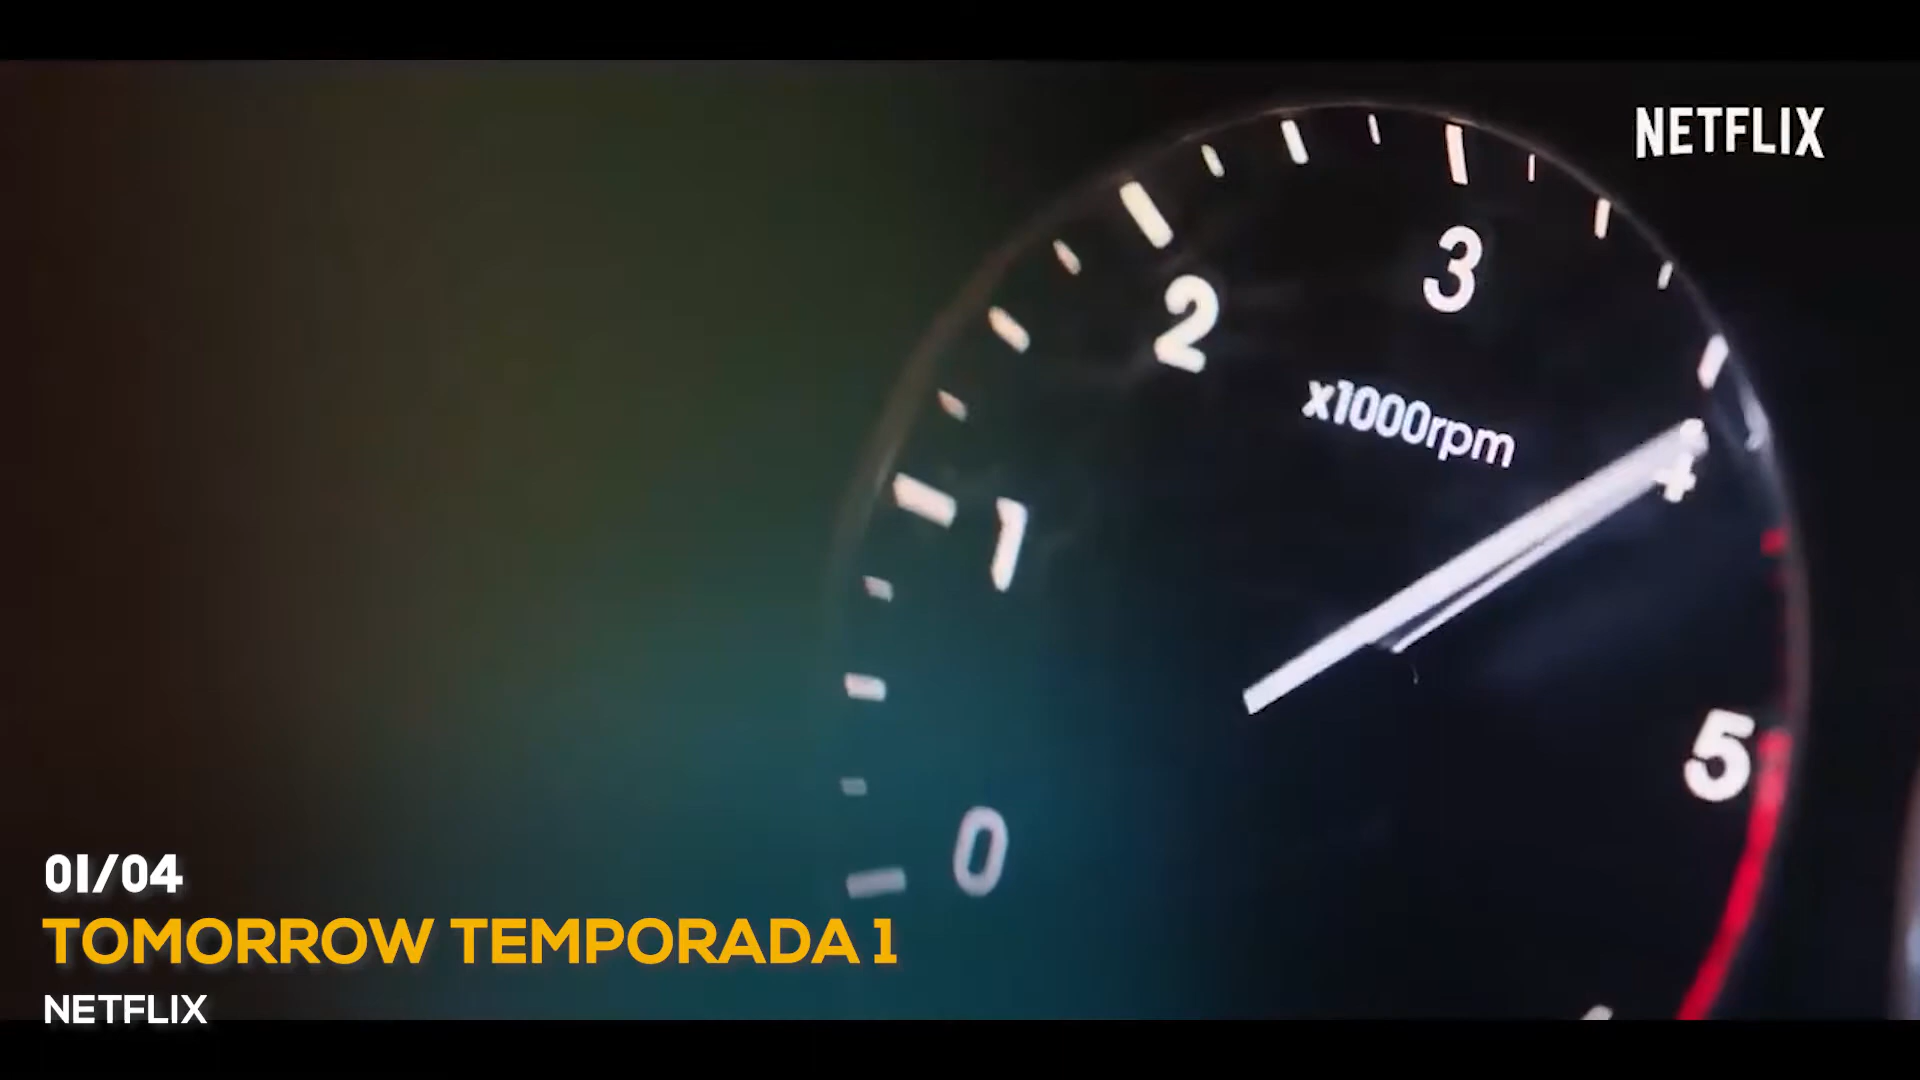 NETFLIX
3
2
x1000rpm
4
1
5
0
01/04
TOMORROW TEMPORADA 1
NETFLIX